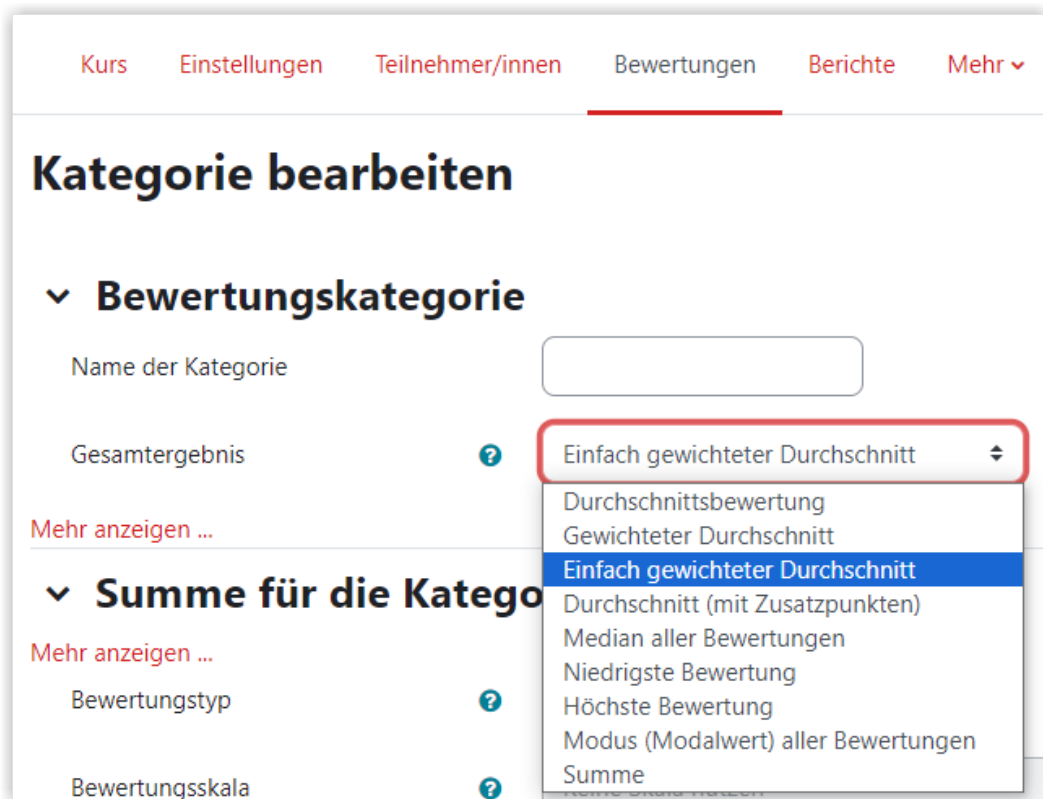 Kurs Einstellungen Teilnehmer/innen Bewertungen Berichte Mehr
Kategorie bearbeiten
Bewertungskategorie
Name der Kategorie
Gesamtergebnis ? Einfach gewichteter Durchschnitt
Durchschnittsbewertung
Mehr anzeigen ...
Gewichteter Durchschnitt
Einfach gewichteter Durchschnitt
Summe für die Katego
Durchschnitt (mit Zusatzpunkten)
Median aller Bewertungen
Mehr anzeigen ...
Niedrigste Bewertung
Bewertungstyp ?
Höchste Bewertung
Modus (Modalwert) aller Bewertungen
Summe
Bewertungsskala ?